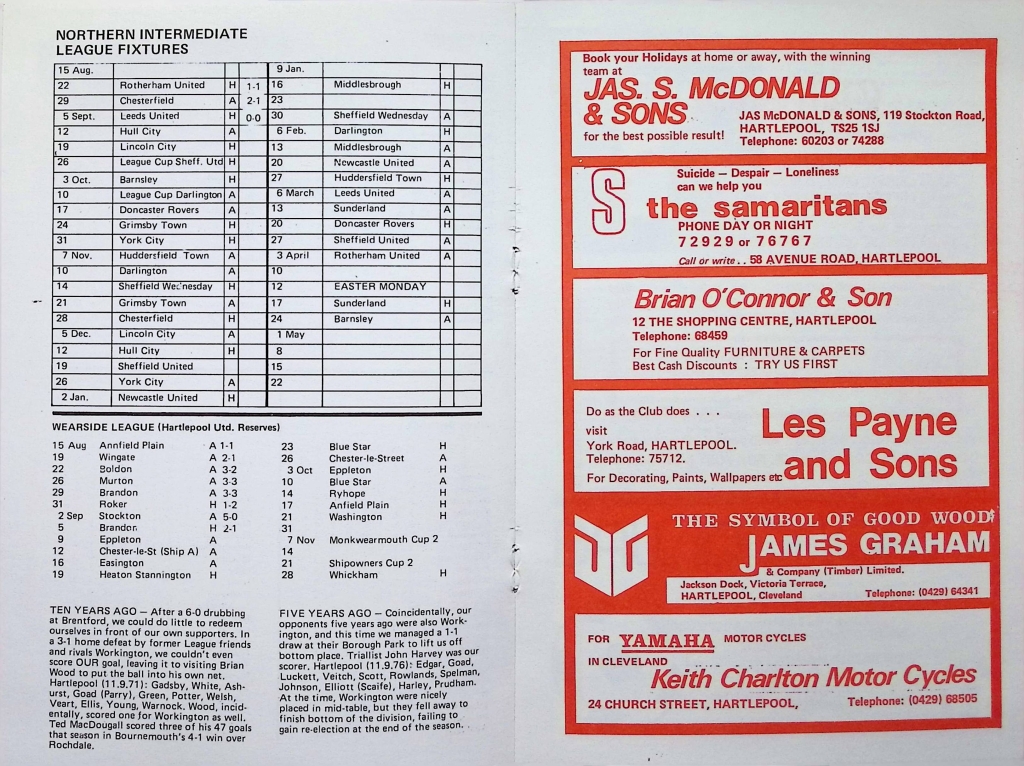 NORTHERN INTERMEDIATE
LEAGUE FIXTURES
15 Aug.
22 Rotherham United H 1-1
29 Chesterfield A 2-1
5 Sept. Leeds United H 0-0
12 Hull City A
19 Lincoln City H
26 League Cup Sheff. Utd H
3 Oct. Barnsley H
10 League Cup Darlington A
17 Doncaster Rovers A
24 Grimsby Town H
31 York City H
7 Nov. Huddersfield Town A
10 Darlington A
14 Sheffield Wednesday H
21 Grimsby Town A
28 Chesterfield H
5 Dec. Lincoln City A
12 Hull City H
19 Sheffield United
26 York City A
2 Jan. Newcastle United H
9 Jan.
16 Middlesbrough H
23
30 Sheffield Wednesday A
6 Feb. Darlington H
13 Middlesbrough A
20 Newcastle United A
27 Huddersfield Town H
6 March Leeds United A
13 Sunderland A
20 Doncaster Rovers H
27 Sheffield United A
3 April Rotherham United A
10
12 EASTER MONDAY
17 Sunderland H
24 Barnsley A
1 May
8
15
22
WEARSIDE LEAGUE (Hartlepool Utd. Reserves)
15 Aug Annfield Plain A 1-1
19 Wingate A 2-1
22 Boldon A 3-2
26 Murton A 3-3
29 Brandon A 3-3
31 Roker H 1-2
2 Sep Stockton A 5-0
5 Brandon H 2-1
9 Eppleton A
12 Chester-le-St (Ship A) A
16 Easington A
19 Heaton Stannington H
23 Blue Star H
26 Chester-le-Street A
3 Oct Eppleton H
10 Blue Star A
14 Ryhope H
17 Anfield Plain H
21 Washington H
31
7 Nov Monkwearmouth Cup 2
14
21 Shipowners Cup 2
28 Whickham H
TEN YEARS AGO – After a 6-0 drubbing
at Brentford, we could do little to redeem
ourselves in front of our own supporters. In
a 3-1 home defeat by former League friends
and rivals Workington, we couldn't even
score OUR goal, leaving it to visiting Brian
Wood to put the ball into his own net.
Hartlepool (11.9.71): Gadsby, White, Ash-
urst, Goad (Parry), Green, Potter, Welsh,
Veart, Ellis, Young, Warnock. Wood, incid-
entally, scored one for Workington as well.
Ted MacDougall scored three of his 47 goals
that season in Bournemouth's 4-1 win over
Rochdale.
FIVE YEARS AGO – Coincidentally, our
opponents five years ago were also Work-
ington, and this time we managed a 1-1
draw at their Borough Park to lift us off
bottom place. Triallist John Harvey was our
scorer. Hartlepool (11.9.76): Edgar, Goad,
Luckett, Veitch, Scott, Rowlands, Spelman,
Johnson, Elliott (Scaife), Harley, Prudham.
At the time, Workington were nicely
placed in mid-table, but they fell away to
finish bottom of the division, failing to
gain re-election at the end of the season.
Book your Holidays at home or away, with the winning
team at
JAS. S. McDONALD
& SONS
for the best possible result!
JAS McDONALD & SONS, 119 Stockton Road,
HARTLEPOOL, TS25 1SJ
Telephone: 60203 or 74288
Suicide – Despair – Loneliness
can we help you
S the samaritans
PHONE DAY OR NIGHT
72929 or 76767
Call or write . . 58 AVENUE ROAD, HARTLEPOOL
Brian O'Connor & Son
12 THE SHOPPING CENTRE, HARTLEPOOL
Telephone: 68459
For Fine Quality FURNITURE & CARPETS
Best Cash Discounts : TRY US FIRST
Do as the Club does . . .
visit
York Road, HARTLEPOOL.
Telephone: 75712.
For Decorating, Paints, Wallpapers etc
Les Payne
and Sons
THE SYMBOL OF GOOD WOOD
JAMES GRAHAM
& Company (Timber) Limited.
Jackson Dock, Victoria Terrace,
HARTLEPOOL, Cleveland Telephone: (0429) 64341
FOR YAMAHA MOTOR CYCLES
IN CLEVELAND
Keith Charlton Motor Cycles
24 CHURCH STREET, HARTLEPOOL, Telephone: (0429) 68505